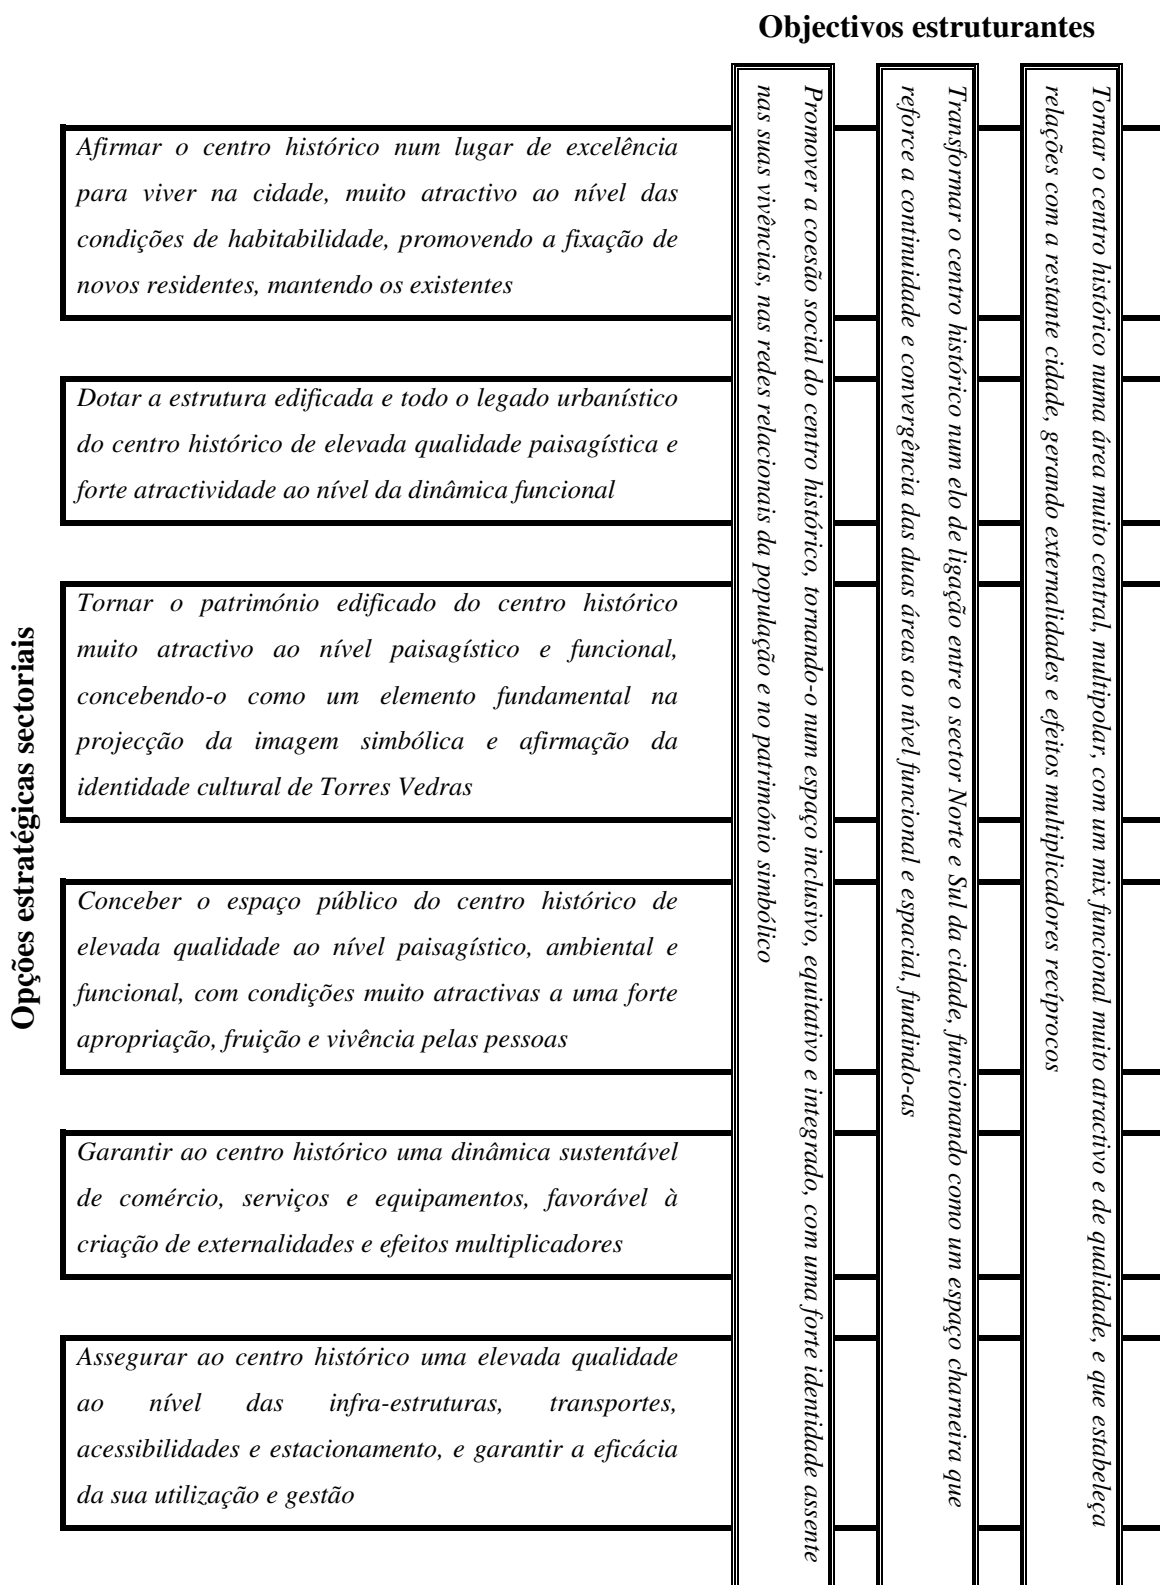 Objectivos estruturantes
Opções estratégicas sectoriais
Afirmar o centro histórico num lugar de excelência
para viver na cidade, muito atractivo ao nível das
condições de habitabilidade, promovendo a fixação de
novos residentes, mantendo os existentes
Dotar a estrutura edificada e todo o legado urbanístico
do centro histórico de elevada qualidade paisagística e
forte atractividade ao nível da dinâmica funcional
Tornar o património edificado do centro histórico
muito atractivo ao nível paisagístico e funcional,
concebendo-o como um elemento fundamental na
projecção da imagem simbólica e afirmação da
identidade cultural de Torres Vedras
Conceber o espaço público do centro histórico de
elevada qualidade ao nível paisagístico, ambiental e
funcional, com condições muito atractivas a uma forte
apropriação, fruição e vivência pelas pessoas
Garantir ao centro histórico uma dinâmica sustentável
de comércio, serviços e equipamentos, favorável à
criação de externalidades e efeitos multiplicadores
Assegurar ao centro histórico uma elevada qualidade
ao nível das infra-estruturas, transportes,
acessibilidades e estacionamento, e garantir a eficácia
da sua utilização e gestão
Promover a coesão social do centro histórico, tornando-o num espaço inclusivo, equitativo e integrado, com uma forte identidade assente
nas suas vivências, nas redes relacionais da população e no património simbólico
Transformar o centro histórico num elo de ligação entre o sector Norte e Sul da cidade, funcionando como um espaço charneira que
reforce a continuidade e convergência das duas áreas ao nível funcional e espacial, fundindo-as
Tornar o centro histórico numa área muito central, multipolar, com um mix funcional muito atractivo e de qualidade, e que estabeleça
relações com a restante cidade, gerando externalidades e efeitos multiplicadores recíprocos